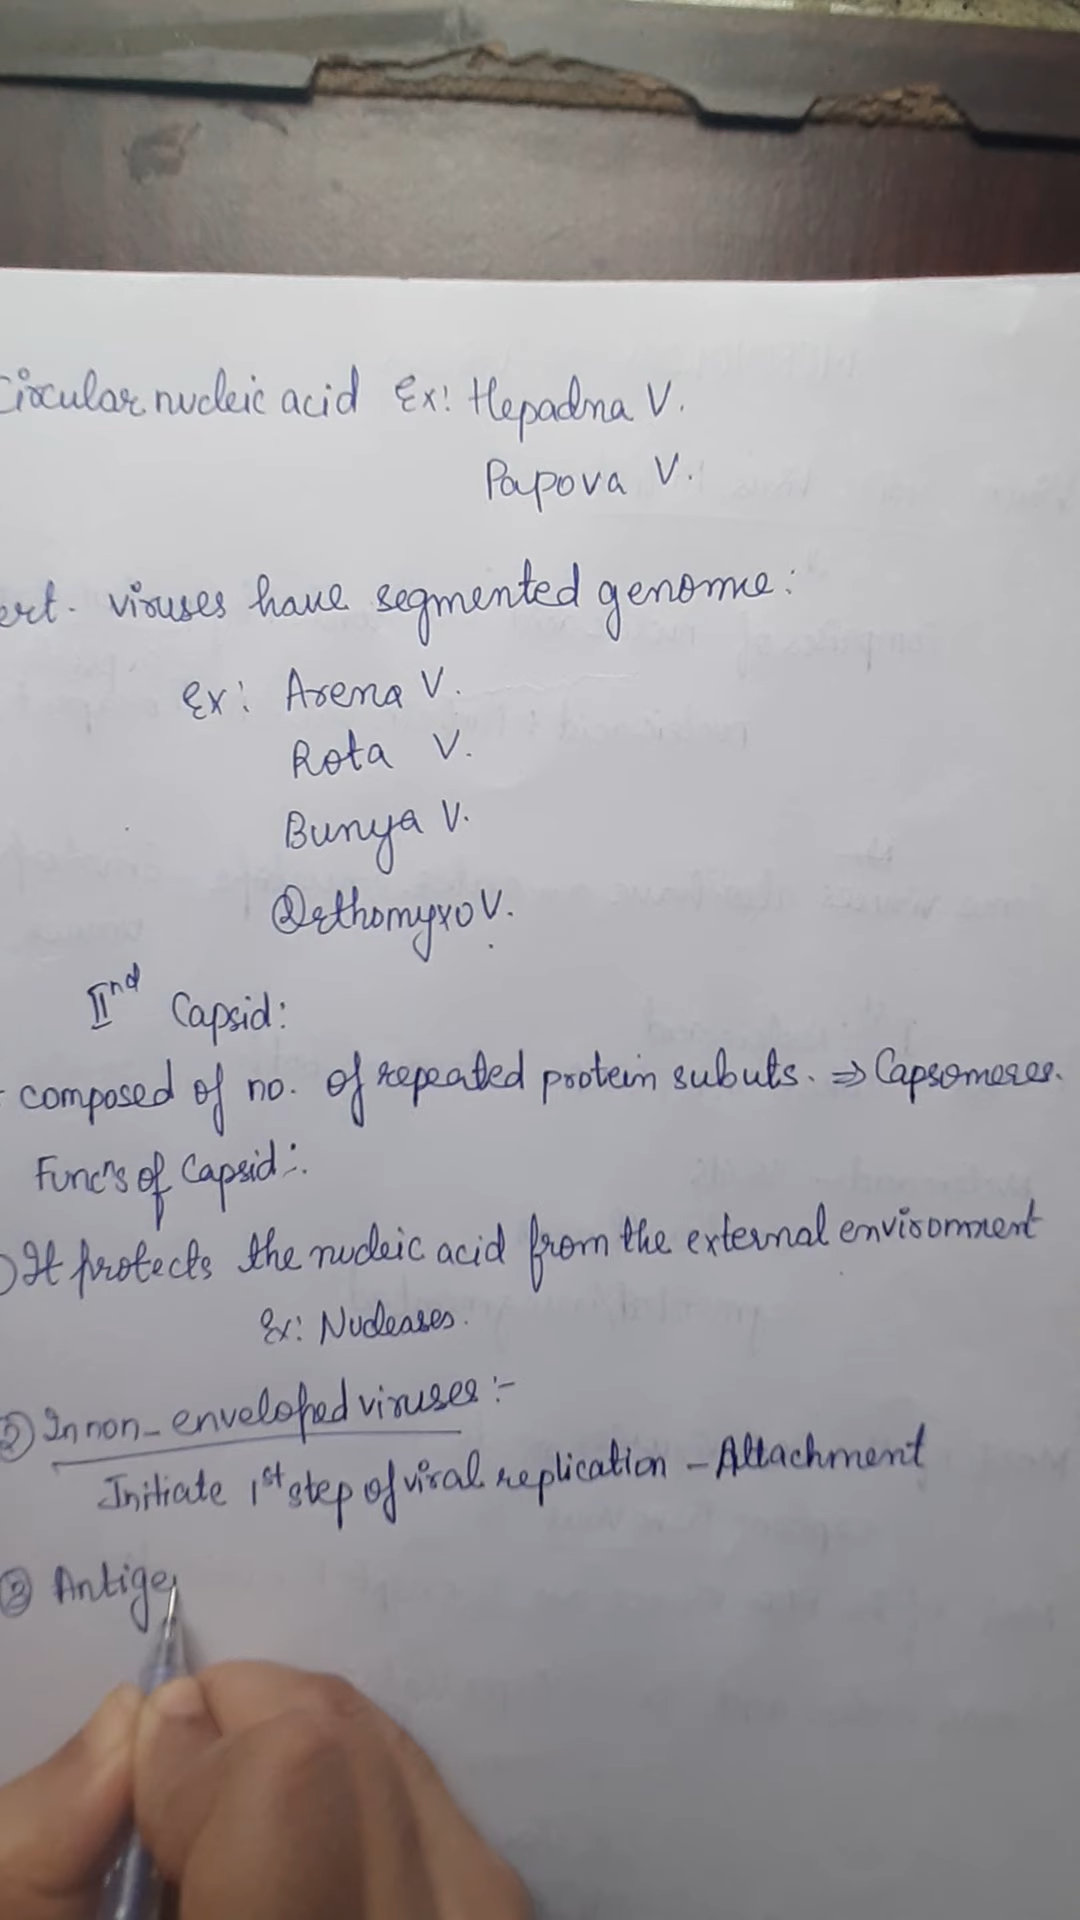 Circular nucleic acid Ex: Hepadna V.
Papova V.
ert. viruses have segmented genome:
Ex: Arena V.
Rota V.
Bunya V.
Orthomyxo V.
IInd Capsid:
- composed of no. of repeated protein subuts. ⇒ Capsomeres.
Func's of Capsid:-
) It protects the nucleic acid from the external environment
Ex: Nucleases.
2) In non-enveloped viruses :-
Initiate 1st step of viral replication - Attachment
3 Antige